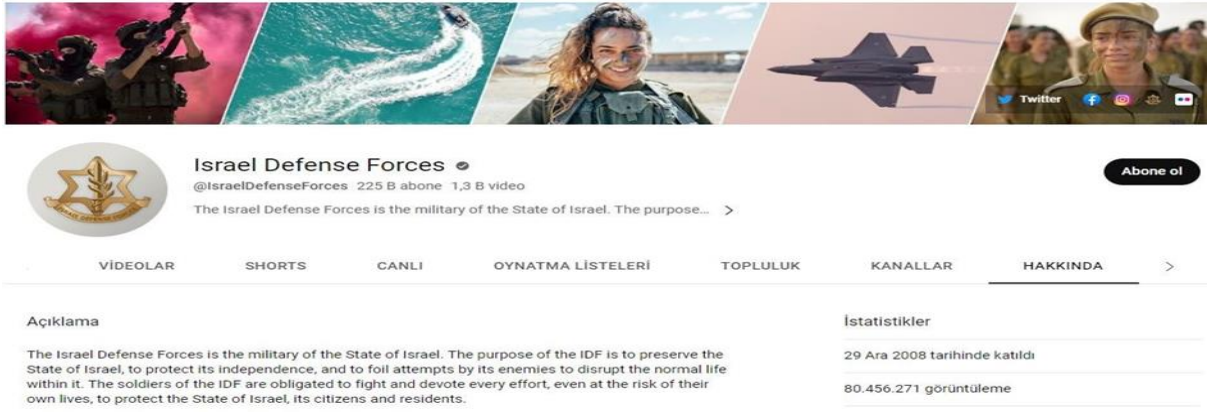 Twitter
Israel Defense Forces
@IsraelDefenseForces 225 B abone 1,3 B video
Abone ol
The Israel Defense Forces is the military of the State of Israel. The purpose...
VİDEOLAR SHORTS CANLI OYNATMA LİSTELERİ TOPLULUK KANALLAR HAKKINDA
Açıklama
The Israel Defense Forces is the military of the State of Israel. The purpose of the IDF is to preserve the
State of Israel, to protect its independence, and to foil attempts by its enemies to disrupt the normal life
within it. The soldiers of the IDF are obligated to fight and devote every effort, even at the risk of their
own lives, to protect the State of Israel, its citizens and residents.
İstatistikler
29 Ara 2008 tarihinde katıldı
80.456.271 görüntüleme